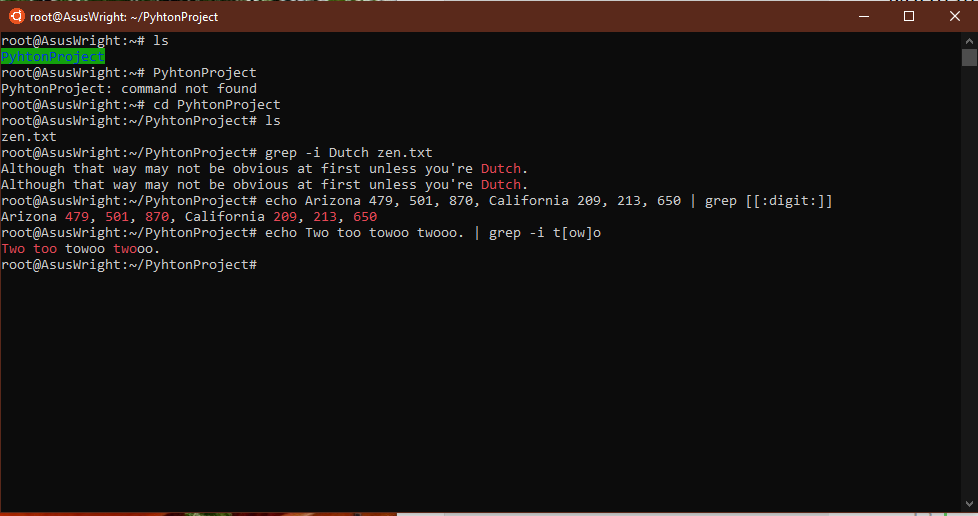 root@AsusWright: ~/PyhtonProject
root@AsusWright:~# ls
PyhtonProject
root@AsusWright:~# PyhtonProject
PyhtonProject: command not found
root@AsusWright:~# cd PyhtonProject
root@AsusWright:~/PyhtonProject# ls
zen.txt
root@AsusWright:~/PyhtonProject# grep -i Dutch zen.txt
Although that way may not be obvious at first unless you're Dutch.
Although that way may not be obvious at first unless you're Dutch.
root@AsusWright:~/PyhtonProject# echo Arizona 479, 501, 870, California 209, 213, 650 | grep [[:digit:]]
Arizona 479, 501, 870, California 209, 213, 650
root@AsusWright:~/PyhtonProject# echo Two too towoo twooo. | grep -i t[ow]o
Two too towoo twooo.
root@AsusWright:~/PyhtonProject#